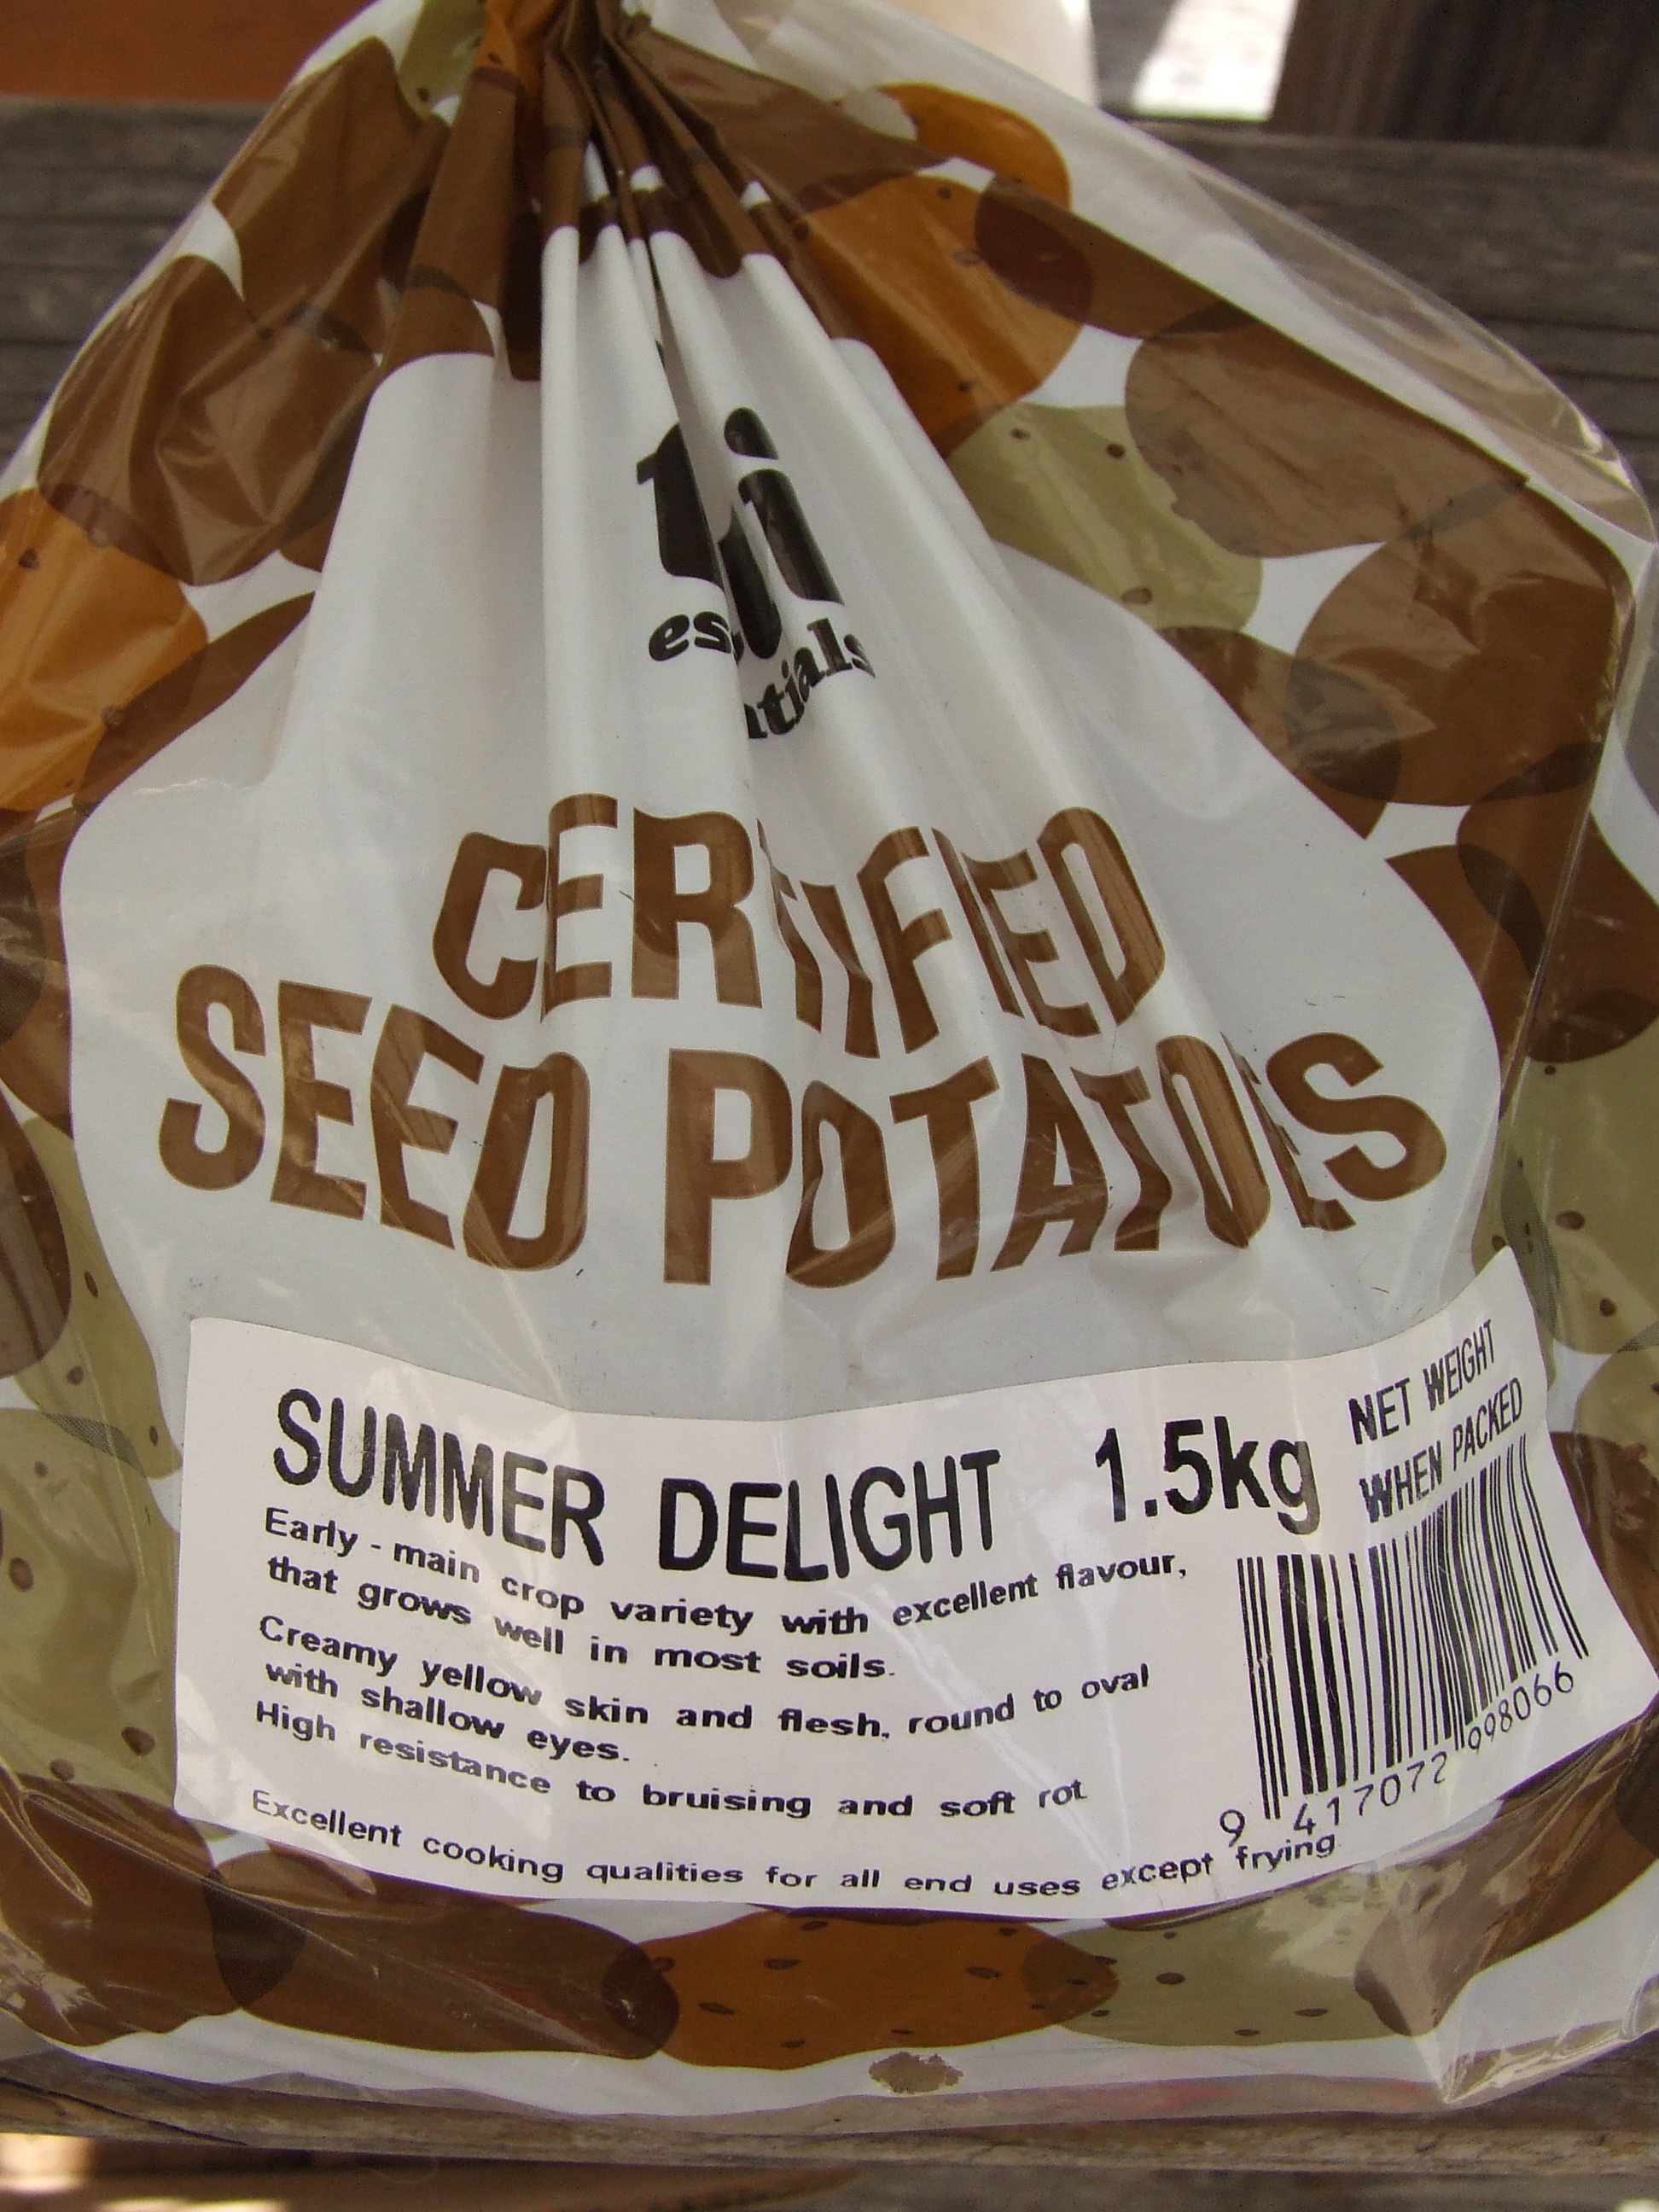 tui
essentials
CERTIFIED
SEED POTATOES
SUMMER DELIGHT 1.5kg
NET WEIGHT
WHEN PACKED
Early - main crop variety with excellent flavour,
that grows well in most soils.
Creamy yellow skin and flesh, round to oval
with shallow eyes.
High resistance to bruising and soft rot
Excellent cooking qualities for all end uses except frying
9 417072 998066